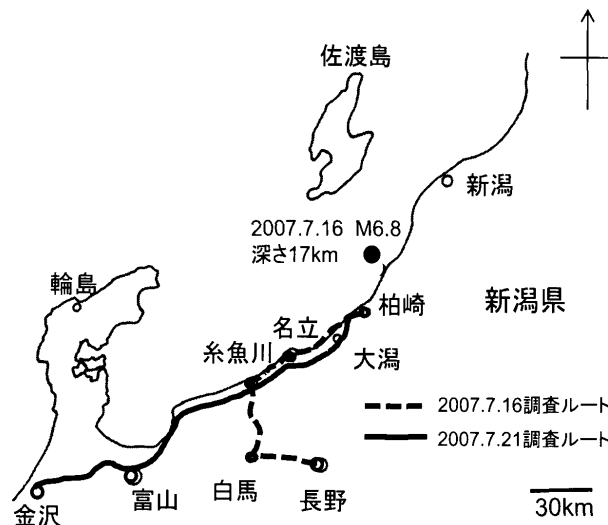 佐渡島
新潟
2007.7.16 M6.8
深さ17km
輪島
柏崎
新潟県
名立
糸魚川
大潟
2007.7.16調査ルート
2007.7.21調査ルート
白馬
長野
富山
金沢
30km